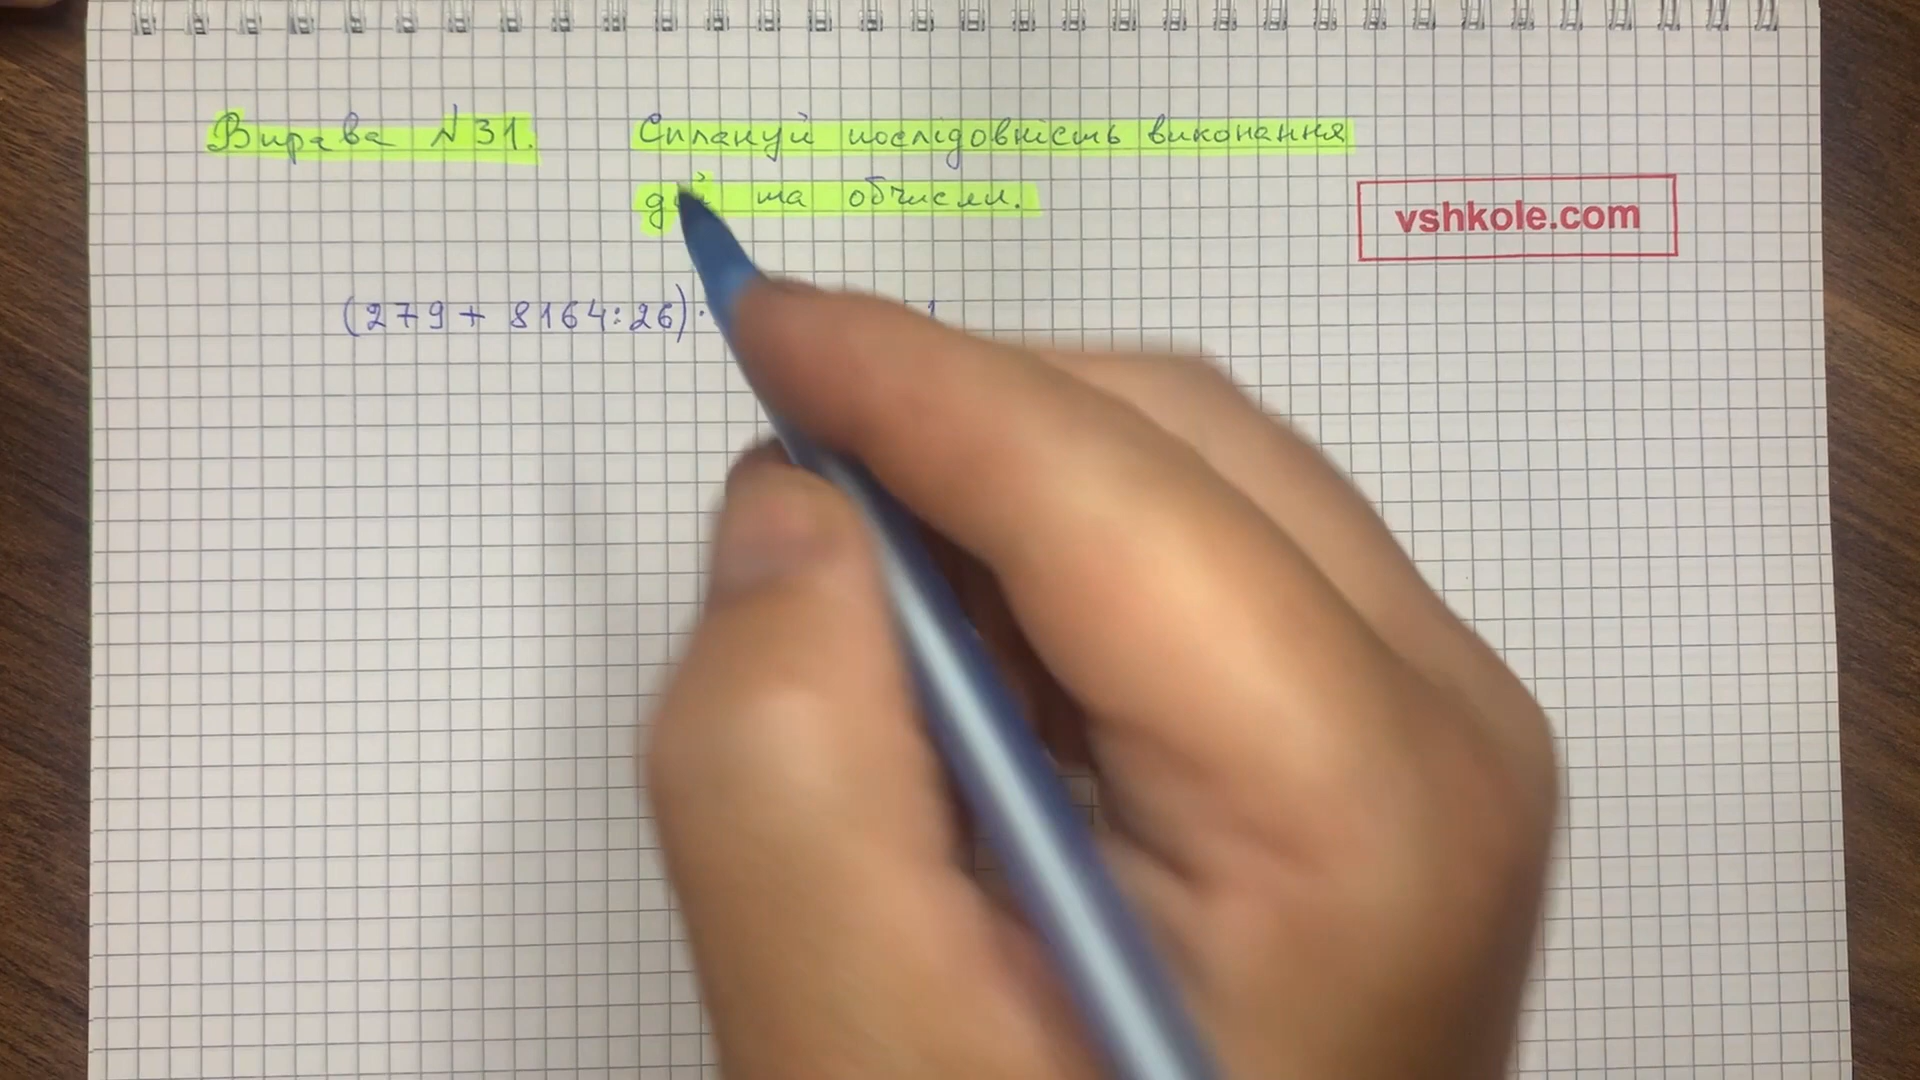 Вправа №31. Сплануй послідовність виконання
дій та обчисли.
vshkole.com
(279 + 8164:26)·